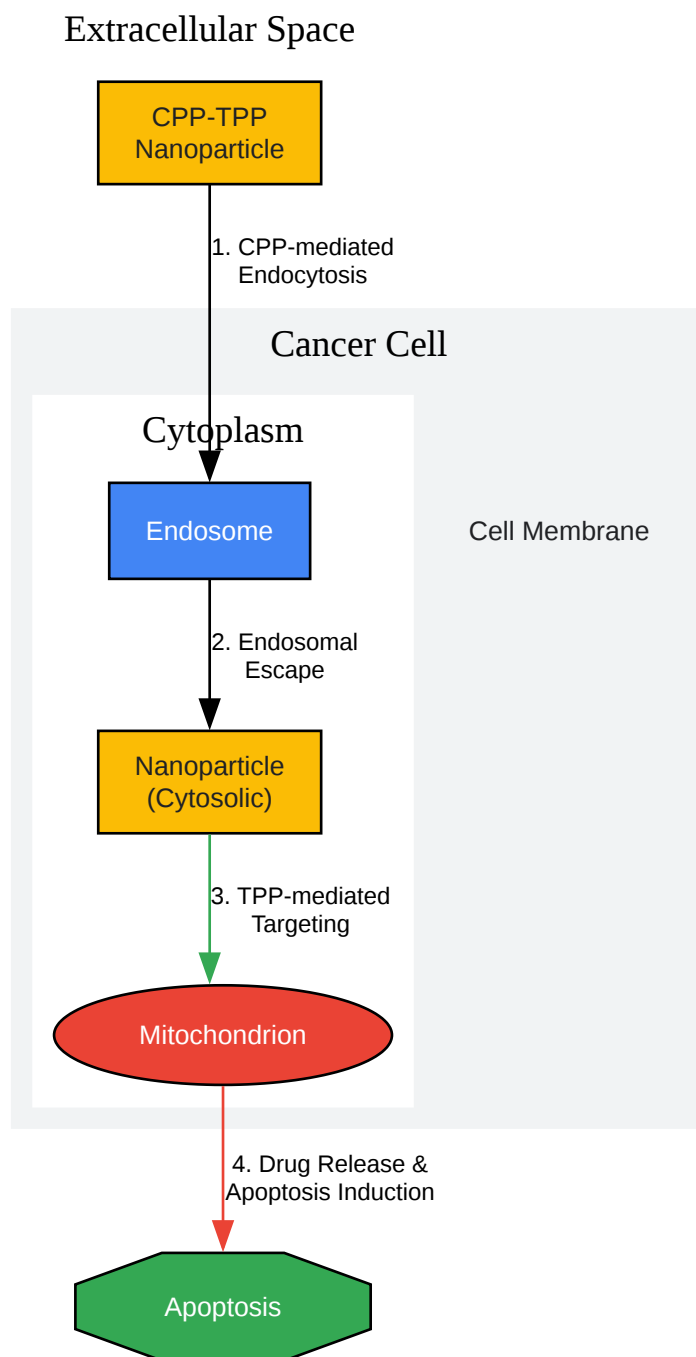 Extracellular Space
CPP-TPP
Nanoparticle
1. CPP-mediated
Endocytosis
Cancer Cell
Cytoplasm
Endosome
Cell Membrane
2. Endosomal
Escape
Nanoparticle
(Cytosolic)
3. TPP-mediated
Targeting
Mitochondrion
4. Drug Release &
Apoptosis Induction
Apoptosis